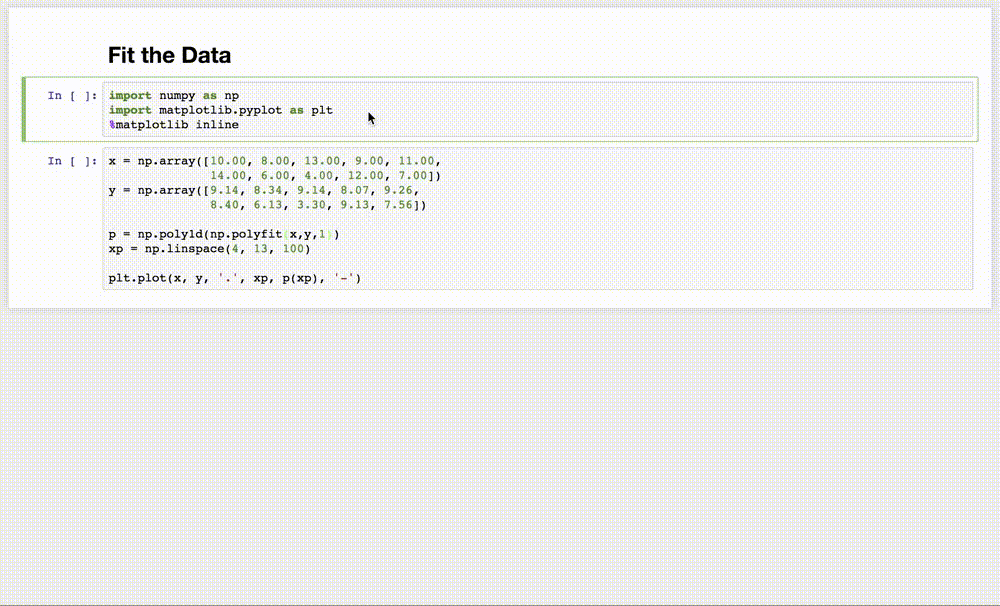 Fit the Data
In [ ]: import numpy as np
import matplotlib.pyplot as plt
%matplotlib inline
In [ ]: x = np.array([10.00, 8.00, 13.00, 9.00, 11.00,
14.00, 6.00, 4.00, 12.00, 7.00])
y = np.array([9.14, 8.34, 9.14, 8.07, 9.26,
8.40, 6.13, 3.30, 9.13, 7.56])
p = np.poly1d(np.polyfit(x,y,1))
xp = np.linspace(4, 13, 100)
plt.plot(x, y, '.', xp, p(xp), '-')